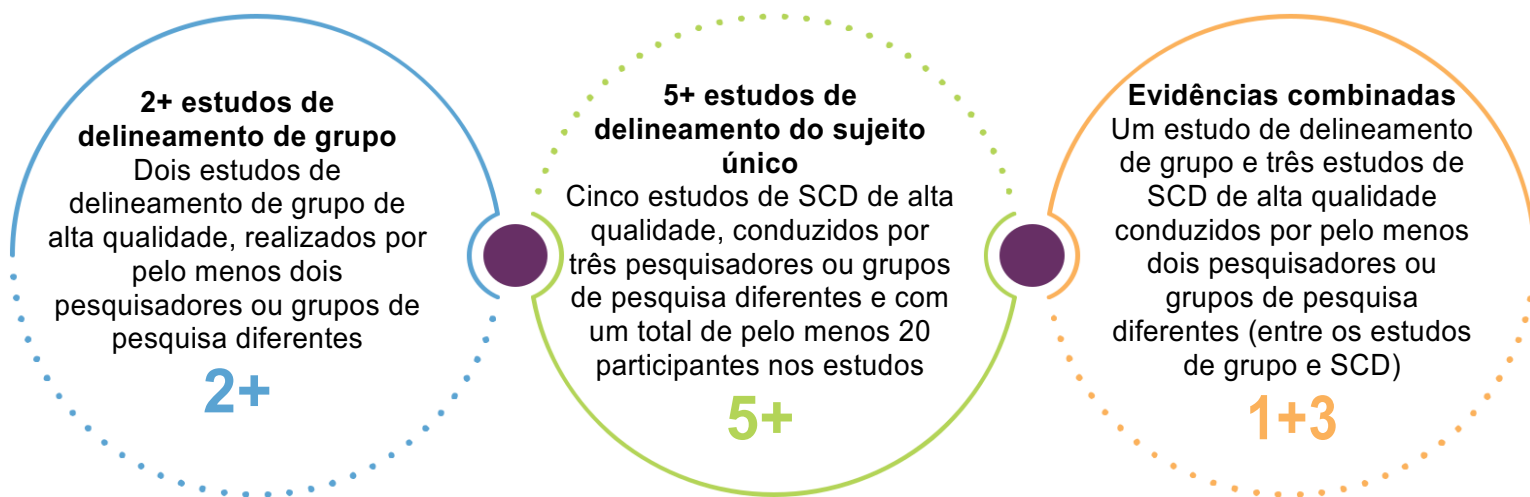 2+ estudos de
delineamento de grupo
Dois estudos de
delineamento de grupo de
alta qualidade, realizados por
pelo menos dois
pesquisadores ou grupos de
pesquisa diferentes
2+
5+ estudos de
delineamento do sujeito
único
Cinco estudos de SCD de alta
qualidade, conduzidos por
três pesquisadores ou grupos
de pesquisa diferentes e com
um total de pelo menos 20
participantes nos estudos
5+
Evidências combinadas
Um estudo de delineamento
de grupo e três estudos de
SCD de alta qualidade
conduzidos por pelo menos
dois pesquisadores ou
grupos de pesquisa
diferentes (entre os estudos
de grupo e SCD)
1+3